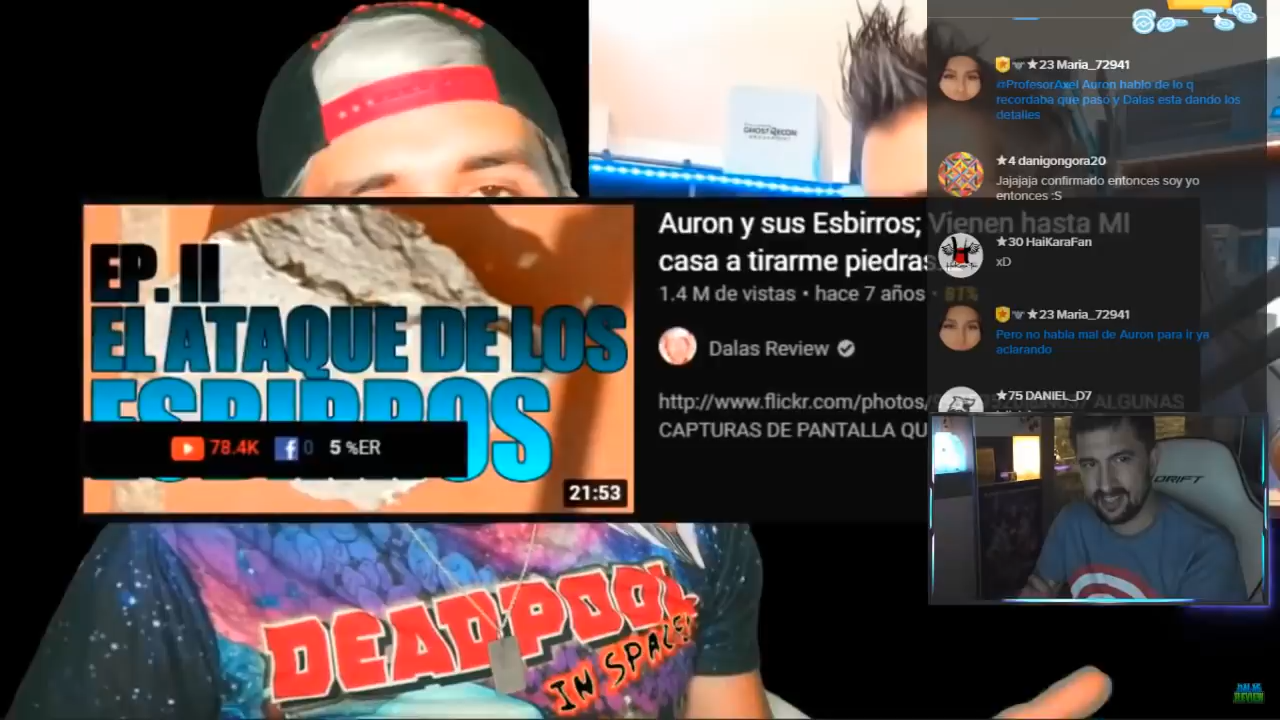 GHOST RECON
EP. II
EL ATAQUE DE LOS
ESBIRROS
78.4K
0
5 %ER
21:53
Auron y sus Esbirros; Vienen hasta MI
casa a tirarme piedras
1.4 M de vistas • hace 7 años • 61%
Dalas Review
http://www.flickr.com/photos/
ALGUNAS
CAPTURAS DE PANTALLA QU
★23 Maria_72941
@ProfesorAxel Auron hablo de lo q
recordaba que paso y Dalas esta dando los
detalles
★4 danigongora20
Jajajaja confirmado entonces soy yo
entonces :S
★30 HaiKaraFan
xD
★23 Maria_72941
Pero no habla mal de Auron para ir ya
aclarando
★75 DANIEL_D7
DRIFT
DEADPOOL
IN SPACE!
DALAS
REVIEW